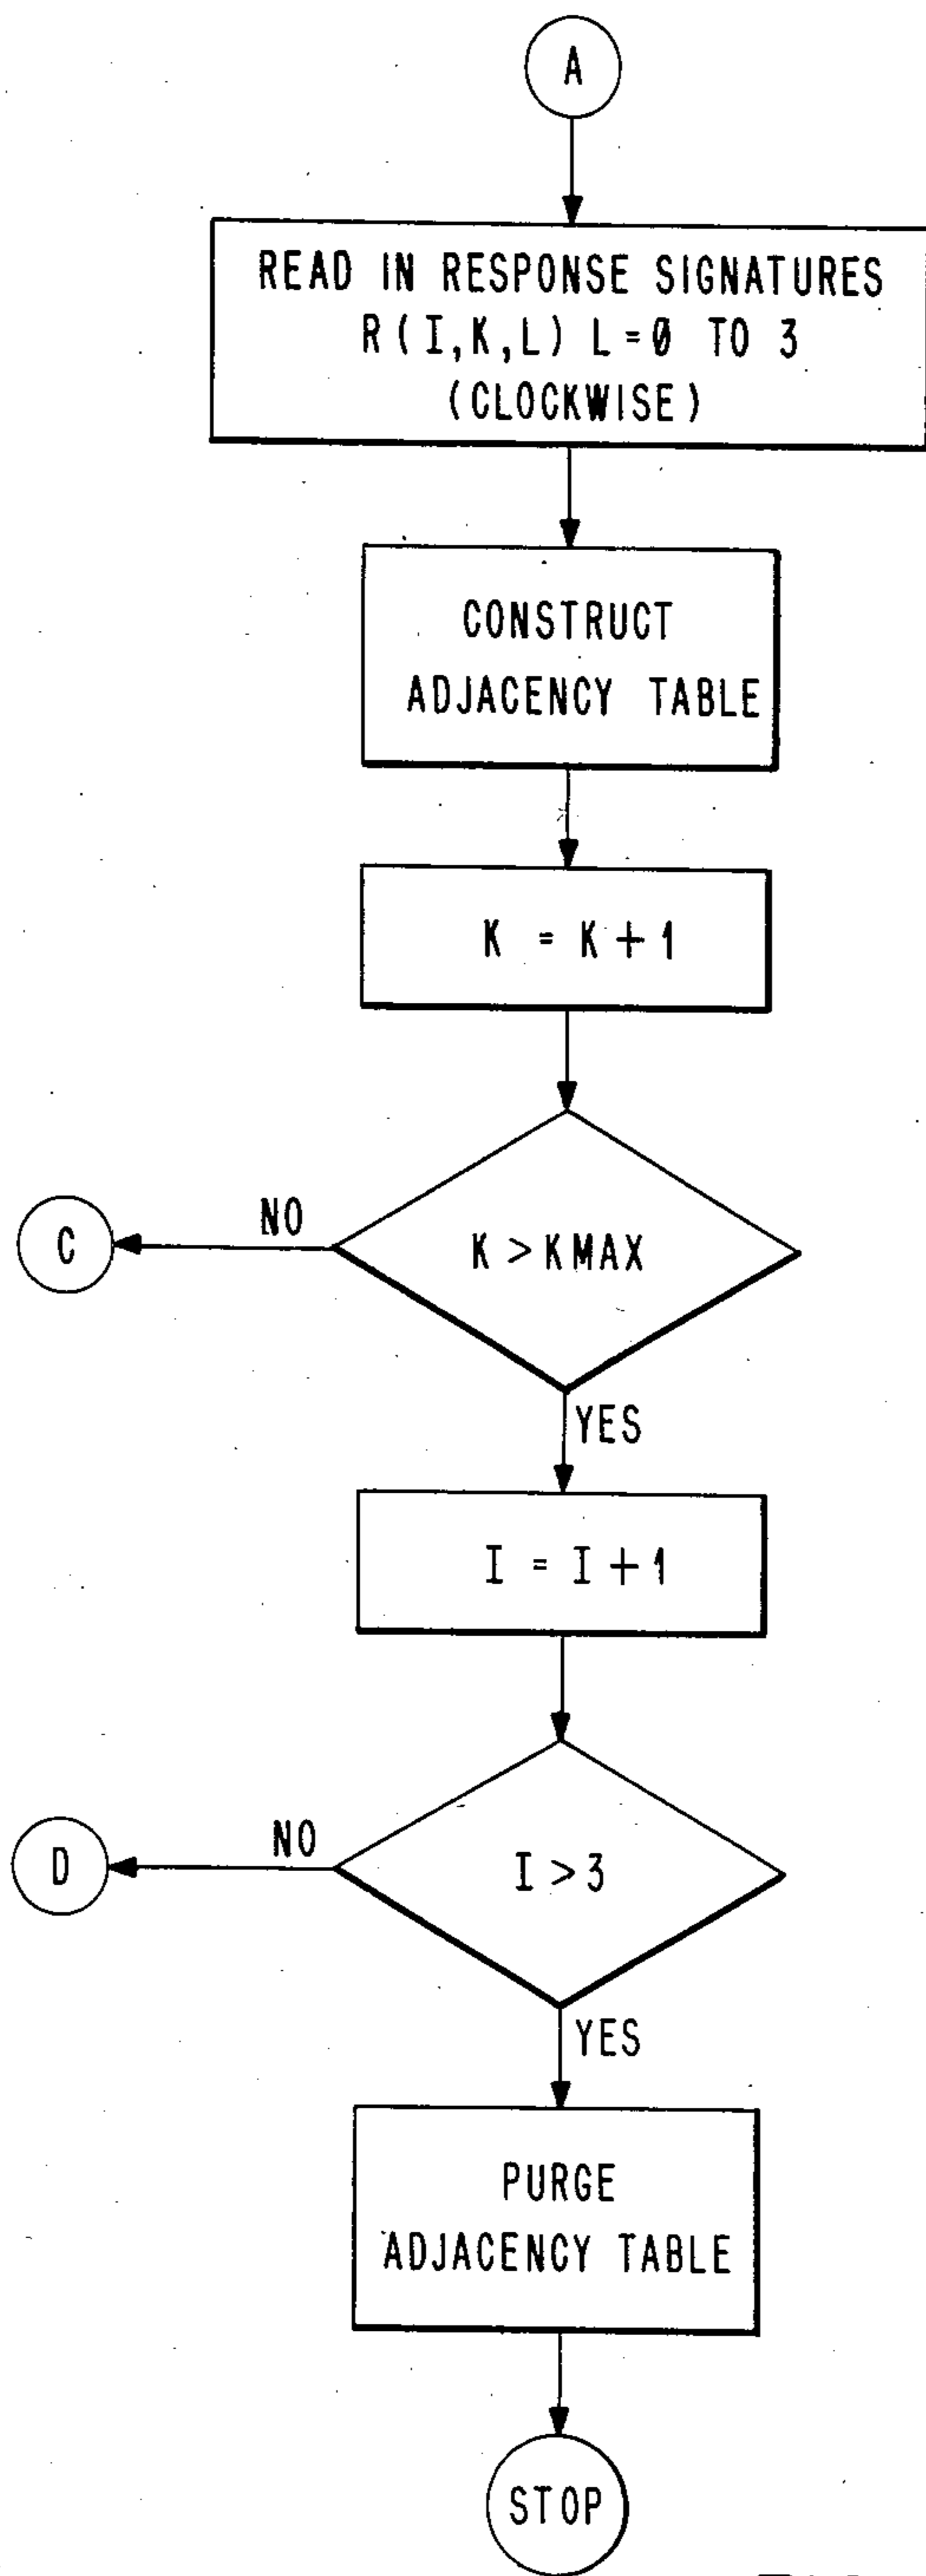 A
READ IN RESPONSE SIGNATURES
R(I,K,L) L=Ø TO 3
(CLOCKWISE)
CONSTRUCT
ADJACENCY TABLE
K = K+1
NO
C
K>KMAX
YES
I = I+1
NO
D
I>3
YES
PURGE
ADJACENCY TABLE
STOP